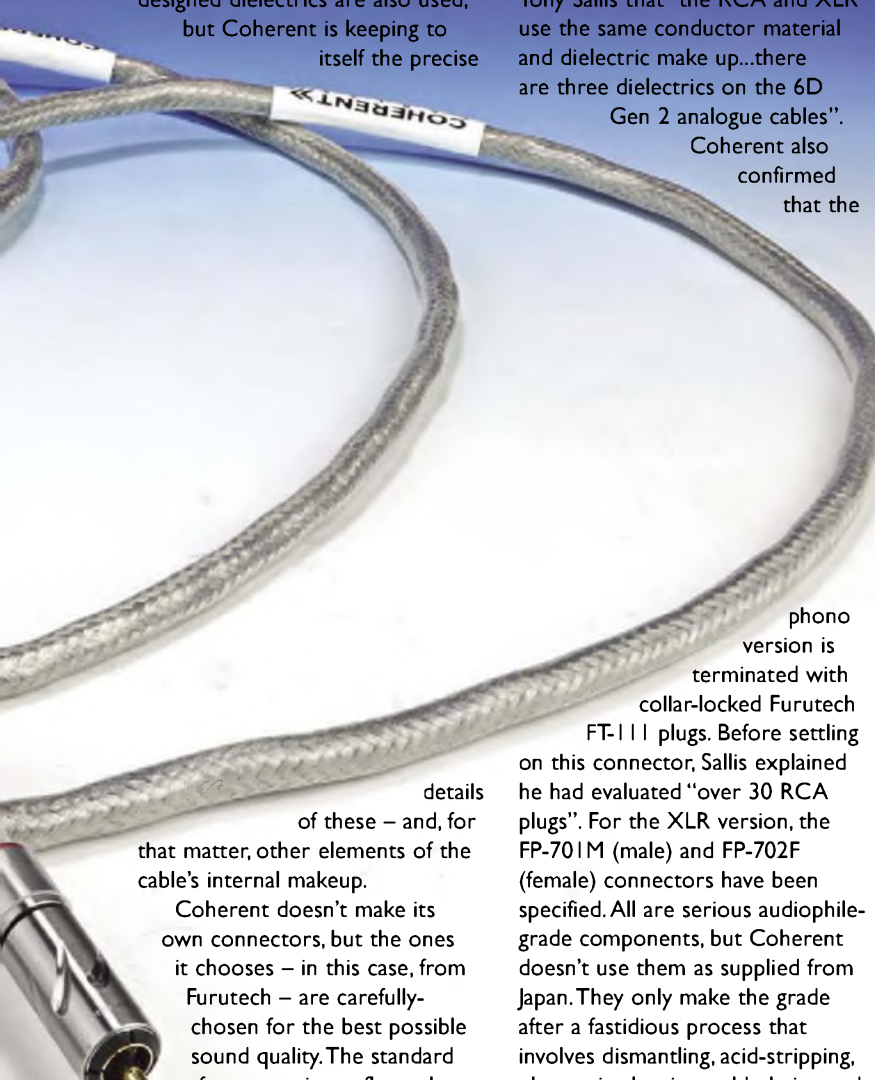 designed dielectrics are also used,
but Coherent is keeping to
itself the precise
details
of these – and, for
that matter, other elements of the
cable's internal makeup.
Coherent doesn't make its
own connectors, but the ones
it chooses – in this case, from
Furutech – are carefully-
chosen for the best possible
sound quality. The standard
Tony Sallis that "the RCA and XLR
use the same conductor material
and dielectric make up...there
are three dielectrics on the 6D
Gen 2 analogue cables".
Coherent also
confirmed
that the
phono
version is
terminated with
collar-locked Furutech
FT-111 plugs. Before settling
on this connector, Sallis explained
he had evaluated "over 30 RCA
plugs". For the XLR version, the
FP-701M (male) and FP-702F
(female) connectors have been
specified. All are serious audiophile-
grade components, but Coherent
doesn't use them as supplied from
Japan. They only make the grade
after a fastidious process that
involves dismantling, acid-stripping,
COHERENT»